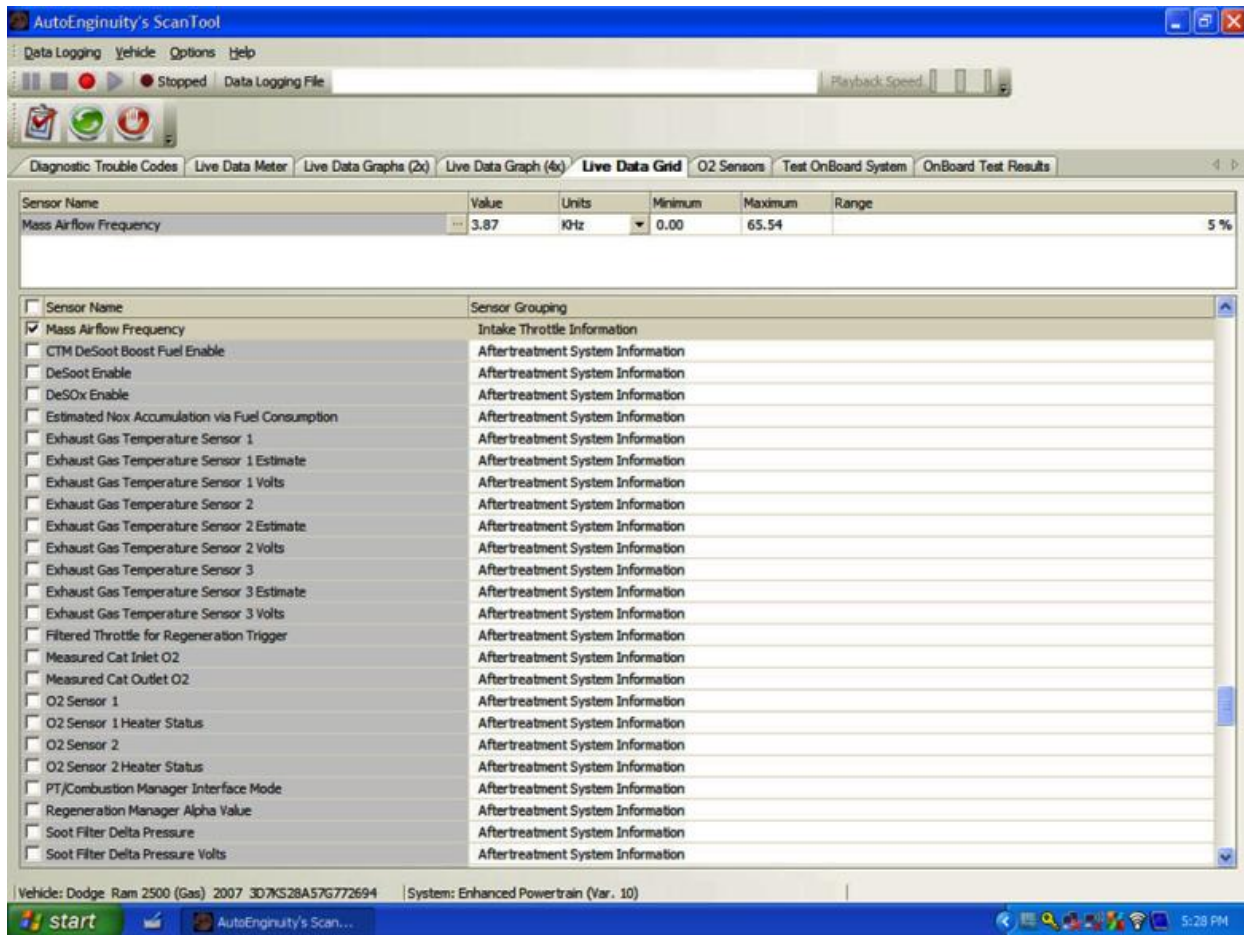 AutoEnginuity's ScanTool
Data Logging Vehicle Options Help
Stopped Data Logging File Playback Speed
Diagnostic Trouble Codes Live Data Meter Live Data Graphs (2x) Live Data Graph (4x) Live Data Grid O2 Sensors Test OnBoard System OnBoard Test Results
Sensor Name Value Units Minimum Maximum Range
Mass Airflow Frequency ... 3.87 KHz 0.00 65.54 5 %
Sensor Name Sensor Grouping
Mass Airflow Frequency Intake Throttle Information
CTM DeSoot Boost Fuel Enable Aftertreatment System Information
DeSoot Enable Aftertreatment System Information
DeSOx Enable Aftertreatment System Information
Estimated Nox Accumulation via Fuel Consumption Aftertreatment System Information
Exhaust Gas Temperature Sensor 1 Aftertreatment System Information
Exhaust Gas Temperature Sensor 1 Estimate Aftertreatment System Information
Exhaust Gas Temperature Sensor 1 Volts Aftertreatment System Information
Exhaust Gas Temperature Sensor 2 Aftertreatment System Information
Exhaust Gas Temperature Sensor 2 Estimate Aftertreatment System Information
Exhaust Gas Temperature Sensor 2 Volts Aftertreatment System Information
Exhaust Gas Temperature Sensor 3 Aftertreatment System Information
Exhaust Gas Temperature Sensor 3 Estimate Aftertreatment System Information
Exhaust Gas Temperature Sensor 3 Volts Aftertreatment System Information
Filtered Throttle for Regeneration Trigger Aftertreatment System Information
Measured Cat Inlet O2 Aftertreatment System Information
Measured Cat Outlet O2 Aftertreatment System Information
O2 Sensor 1 Aftertreatment System Information
O2 Sensor 1 Heater Status Aftertreatment System Information
O2 Sensor 2 Aftertreatment System Information
O2 Sensor 2 Heater Status Aftertreatment System Information
PT/Combustion Manager Interface Mode Aftertreatment System Information
Regeneration Manager Alpha Value Aftertreatment System Information
Soot Filter Delta Pressure Aftertreatment System Information
Soot Filter Delta Pressure Volts Aftertreatment System Information
Vehicle: Dodge Ram 2500 (Gas) 2007 3D7KS28A57G772694 System: Enhanced Powertrain (Var. 10)
start AutoEnginuity's Scan... 5:28 PM